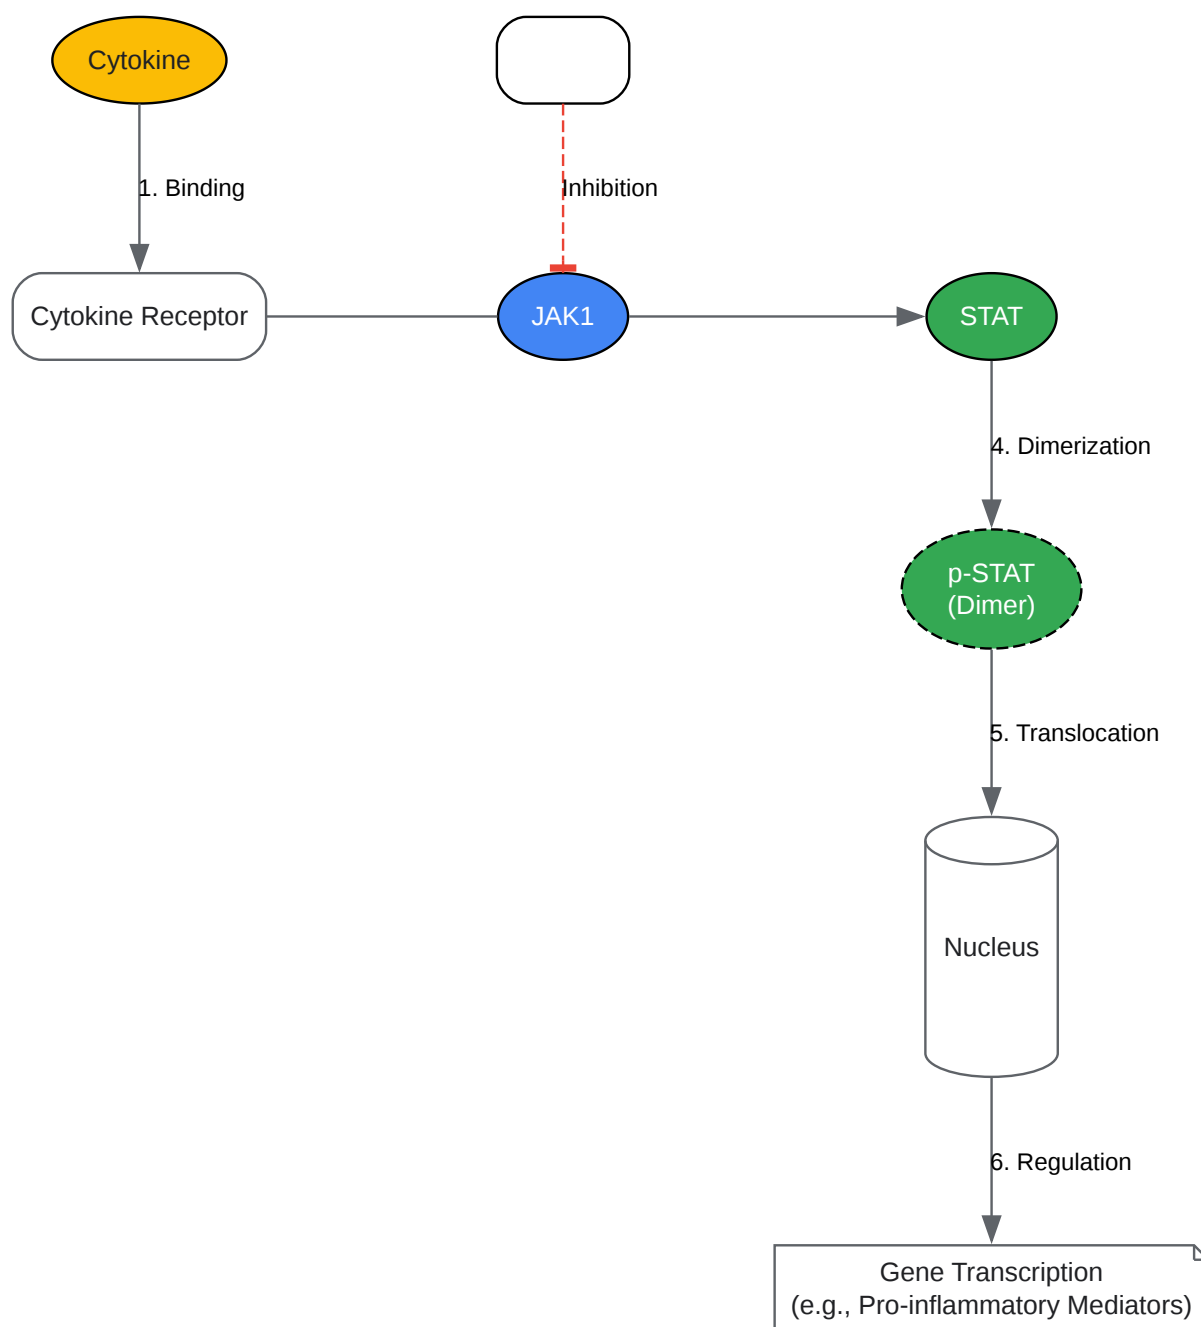 Cytokine
1. Binding
Inhibition
Cytokine Receptor
JAK1
STAT
4. Dimerization
p-STAT
(Dimer)
5. Translocation
Nucleus
6. Regulation
Gene Transcription
(e.g., Pro-inflammatory Mediators)